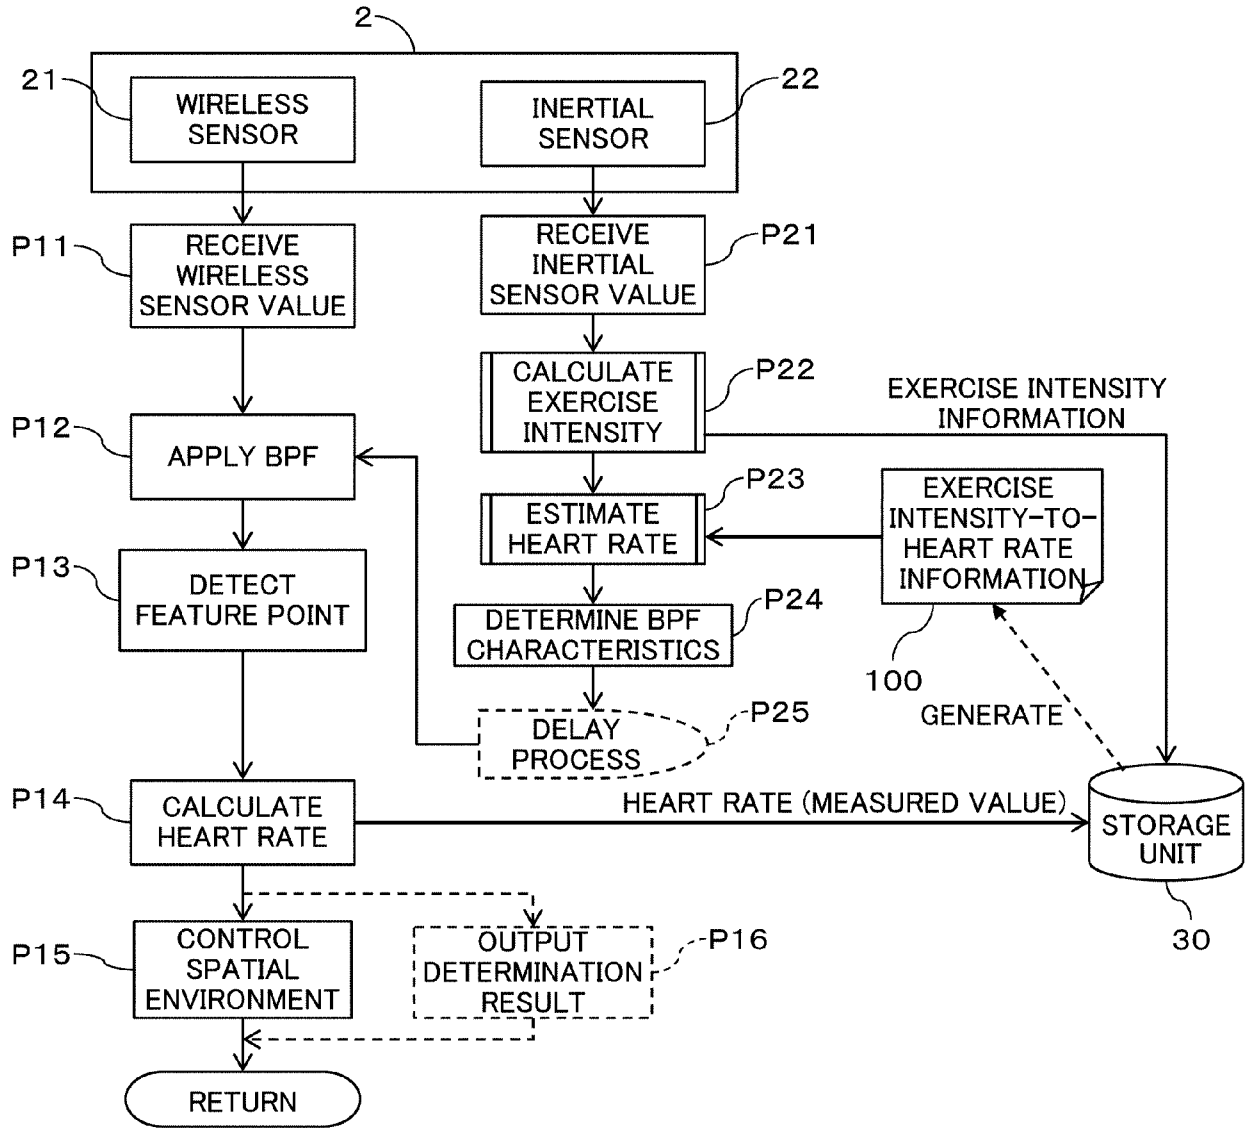 2
21
WIRELESS
SENSOR
INERTIAL
SENSOR
22
P11
RECEIVE
WIRELESS
SENSOR VALUE
RECEIVE
INERTIAL
SENSOR VALUE
P21
CALCULATE
EXERCISE
INTENSITY
P22
EXERCISE INTENSITY
INFORMATION
P12
APPLY BPF
ESTIMATE
HEART RATE
P23
EXERCISE
INTENSITY-TO-
HEART RATE
INFORMATION
100
P13
DETECT
FEATURE POINT
DETERMINE BPF
CHARACTERISTICS
P24
GENERATE
DELAY
PROCESS
P25
P14
CALCULATE
HEART RATE
HEART RATE (MEASURED VALUE)
STORAGE
UNIT
30
P15
CONTROL
SPATIAL
ENVIRONMENT
OUTPUT
DETERMINATION
RESULT
P16
RETURN